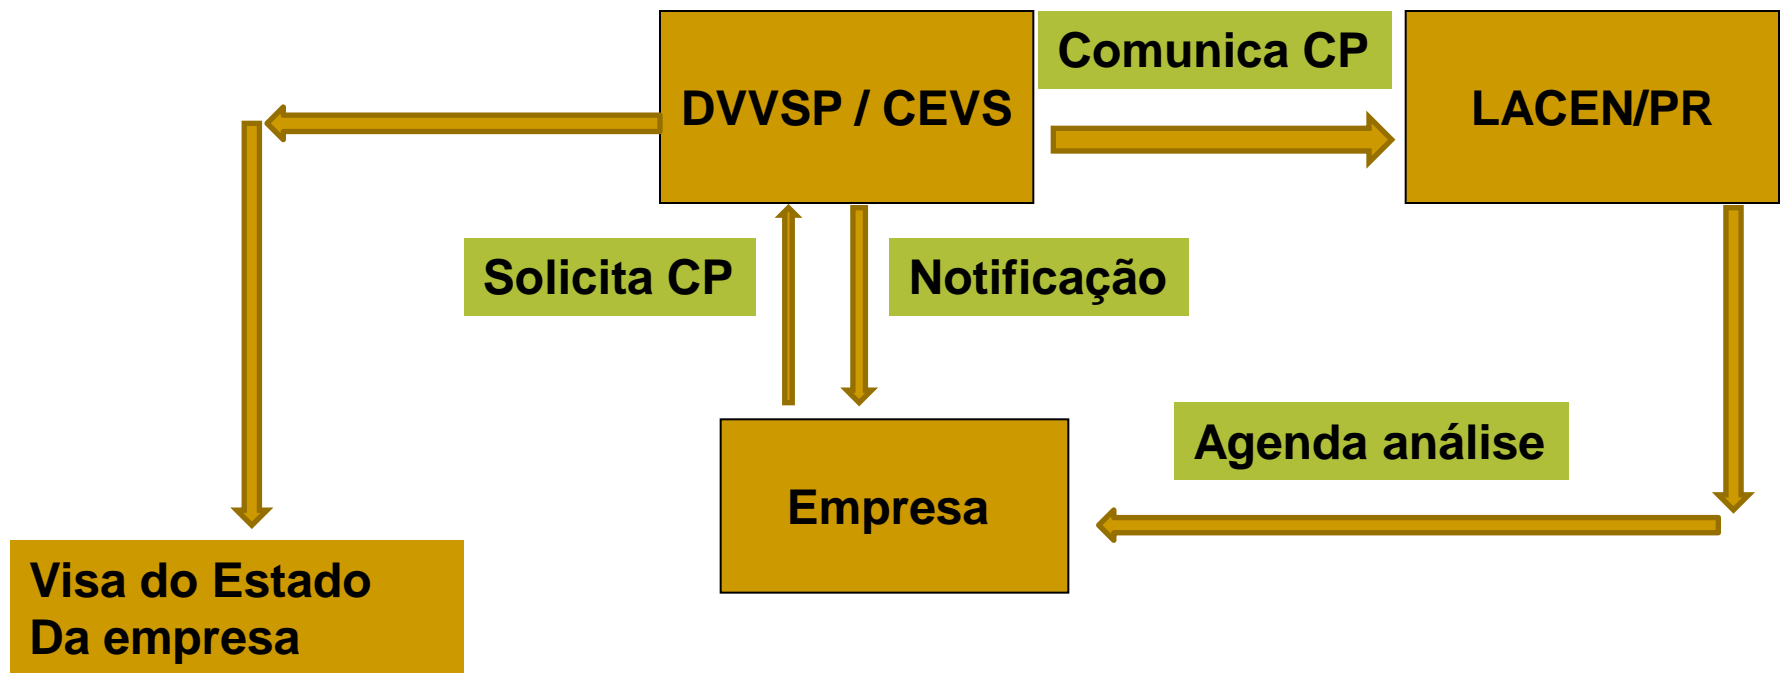 Comunica CP
DVVSP / CEVS
LACEN/PR
Solicita CP
Notificação
Agenda análise
Empresa
Visa do Estado
Da empresa